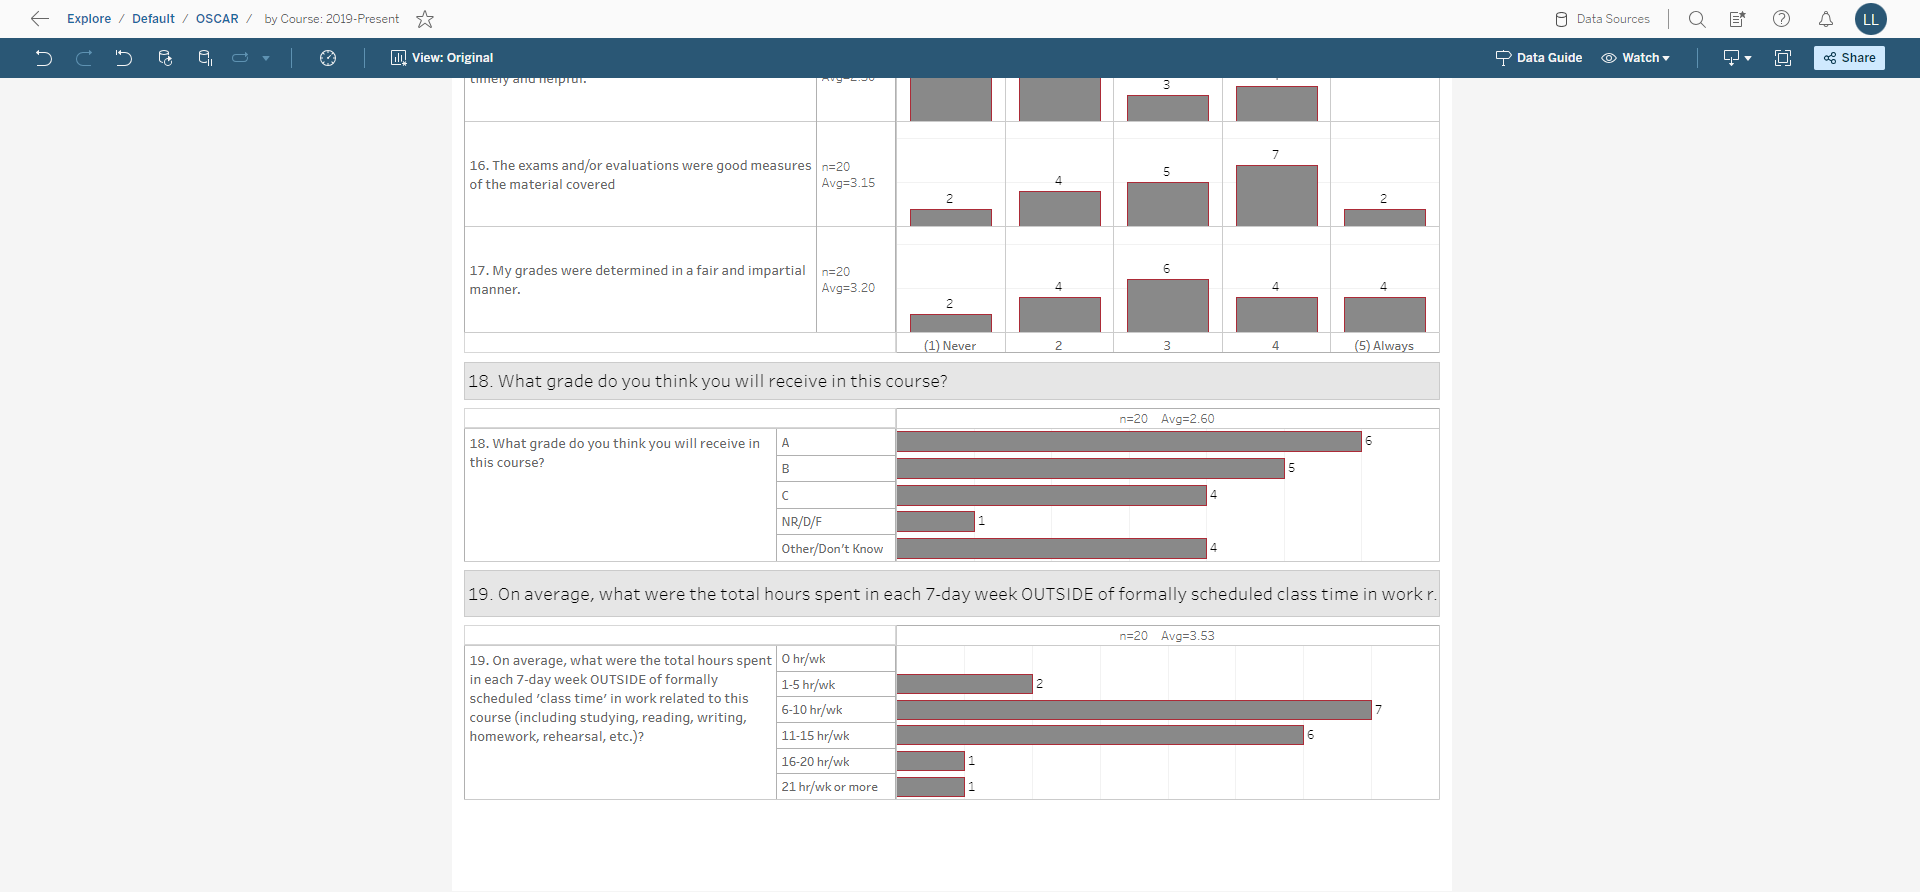 Explore / Default / OSCAR / by Course: 2019-Present
Data Sources
LL
View: Original
Data Guide
Watch
Share
timely and helpful.
3
16. The exams and/or evaluations were good measures
of the material covered
n=20
Avg=3.15
2
4
5
7
2
17. My grades were determined in a fair and impartial
manner.
n=20
Avg=3.20
2
4
6
4
4
(1) Never
2
3
4
(5) Always
18. What grade do you think you will receive in this course?
n=20 Avg=2.60
18. What grade do you think you will receive in
this course?
A
6
B
5
C
4
NR/D/F
1
Other/Don't Know
4
19. On average, what were the total hours spent in each 7-day week OUTSIDE of formally scheduled class time in work r.
n=20 Avg=3.53
19. On average, what were the total hours spent
in each 7-day week OUTSIDE of formally
scheduled ‘class time’ in work related to this
course (including studying, reading, writing,
homework, rehearsal, etc.)?
0 hr/wk
1-5 hr/wk
2
6-10 hr/wk
7
11-15 hr/wk
6
16-20 hr/wk
1
21 hr/wk or more
1